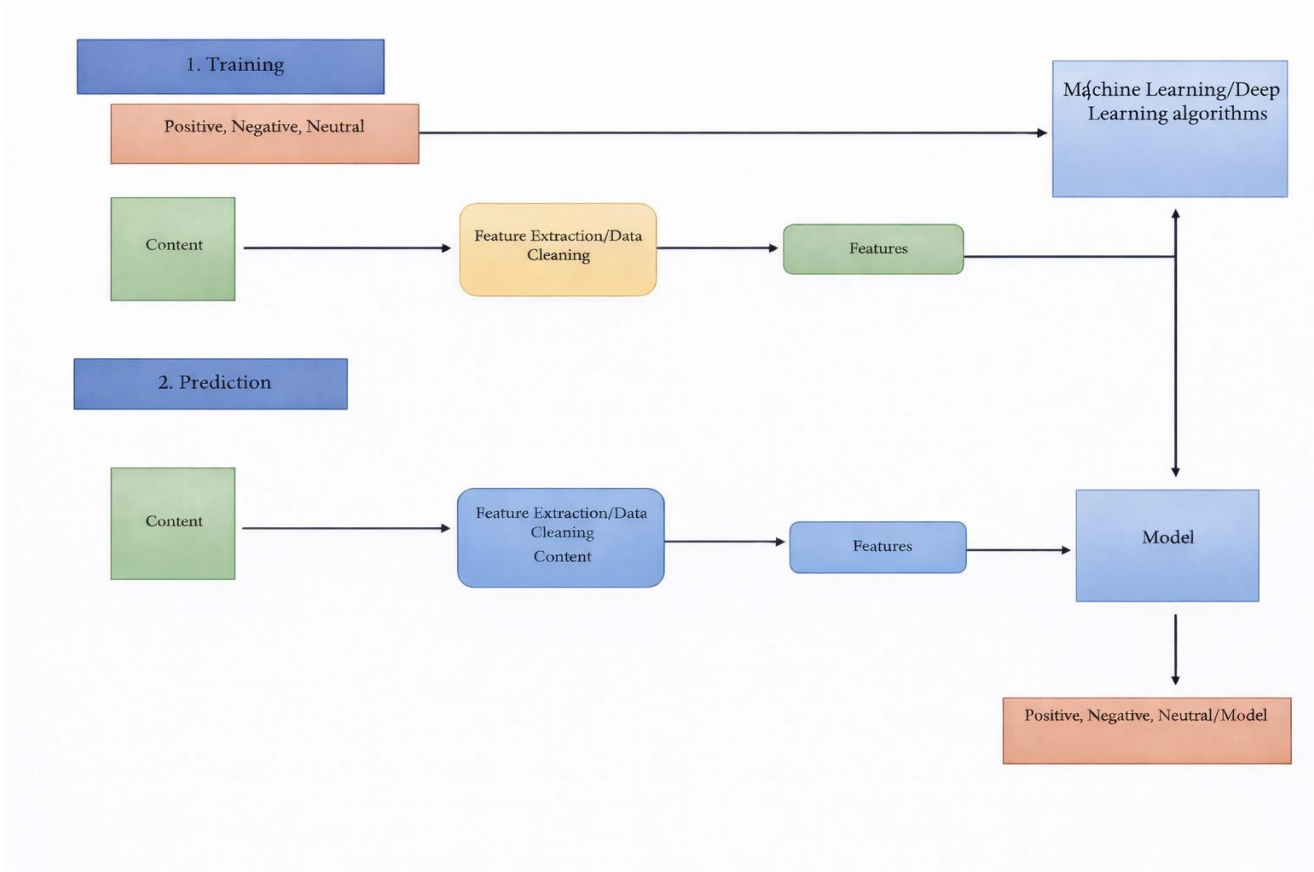 1. Training
Positive, Negative, Neutral
Machine Learning/Deep
Learning algorithms
Content
Feature Extraction/Data
Cleaning
Features
2. Prediction
Content
Feature Extraction/Data
Cleaning
Content
Features
Model
Positive, Negative, Neutral/Model